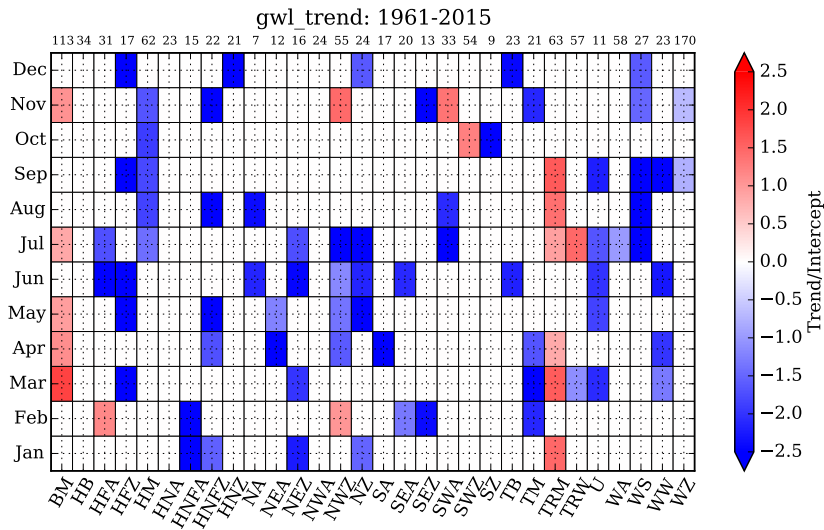 gwl_trend: 1961-2015
113 34 31 17 62 23 15 22 21 7 12 16 24 55 24 17 20 13 33 54 9 23 21 63 57 11 58 27 23 170
Dec
Nov
Oct
Sep
Aug
Jul
Jun
May
Apr
Mar
Feb
Jan
BM HB HFA HFZ HM HNA HNFA HNFZ HNZ NA NEA NEZ NWA NWZ NZ SA SEA SEZ SWA SWZ SZ TB TM TRM TRW U WA WS WW WZ
2.5
2.0
1.5
1.0
0.5
0.0
−0.5
−1.0
−1.5
−2.0
−2.5
Trend/Intercept